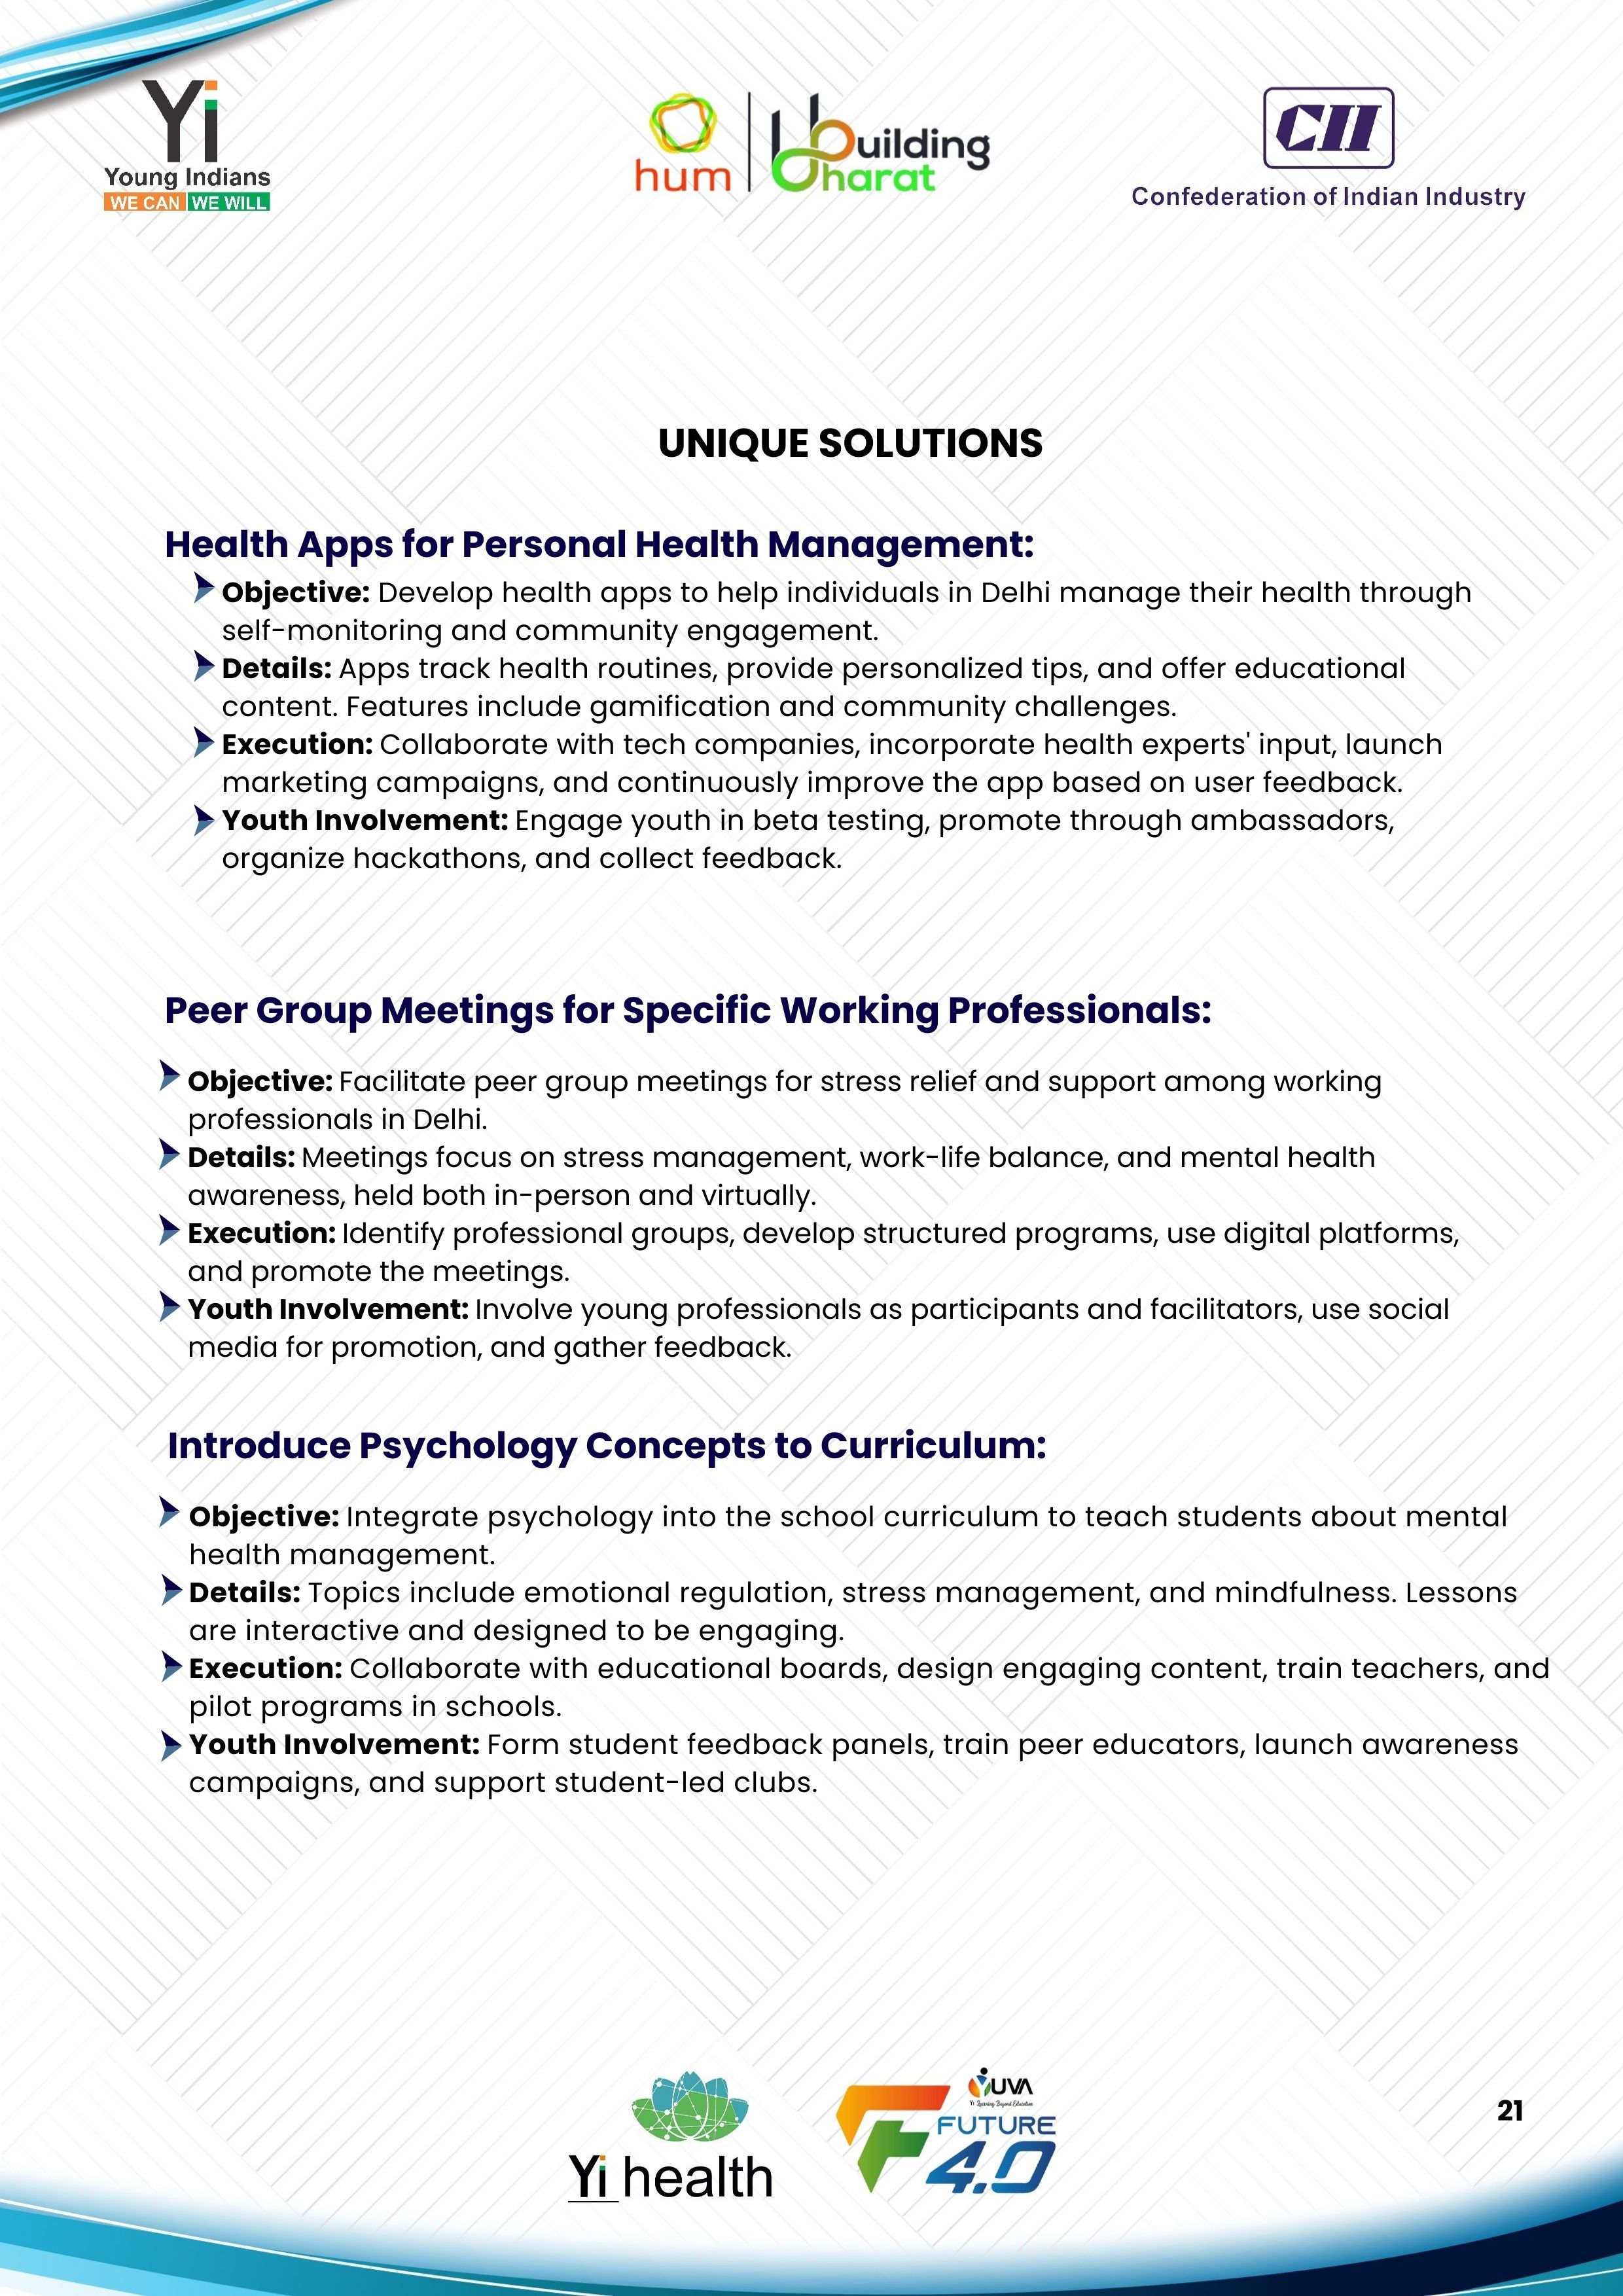 Yi
Young Indians
WE CAN WE WILL
hum
building
bharat
CII
Confederation of Indian Industry
UNIQUE SOLUTIONS
Health Apps for Personal Health Management:
Objective: Develop health apps to help individuals in Delhi manage their health through
self-monitoring and community engagement.
Details: Apps track health routines, provide personalized tips, and offer educational
content. Features include gamification and community challenges.
Execution: Collaborate with tech companies, incorporate health experts' input, launch
marketing campaigns, and continuously improve the app based on user feedback.
Youth Involvement: Engage youth in beta testing, promote through ambassadors,
organize hackathons, and collect feedback.
Peer Group Meetings for Specific Working Professionals:
Objective: Facilitate peer group meetings for stress relief and support among working
professionals in Delhi.
Details: Meetings focus on stress management, work-life balance, and mental health
awareness, held both in-person and virtually.
Execution: Identify professional groups, develop structured programs, use digital platforms,
and promote the meetings.
Youth Involvement: Involve young professionals as participants and facilitators, use social
media for promotion, and gather feedback.
Introduce Psychology Concepts to Curriculum:
Objective: Integrate psychology into the school curriculum to teach students about mental
health management.
Details: Topics include emotional regulation, stress management, and mindfulness. Lessons
are interactive and designed to be engaging.
Execution: Collaborate with educational boards, design engaging content, train teachers, and
pilot programs in schools.
Youth Involvement: Form student feedback panels, train peer educators, launch awareness
campaigns, and support student-led clubs.
Yi health
YUVA
Yi Learning Beyond Education
FUTURE
4.0
21